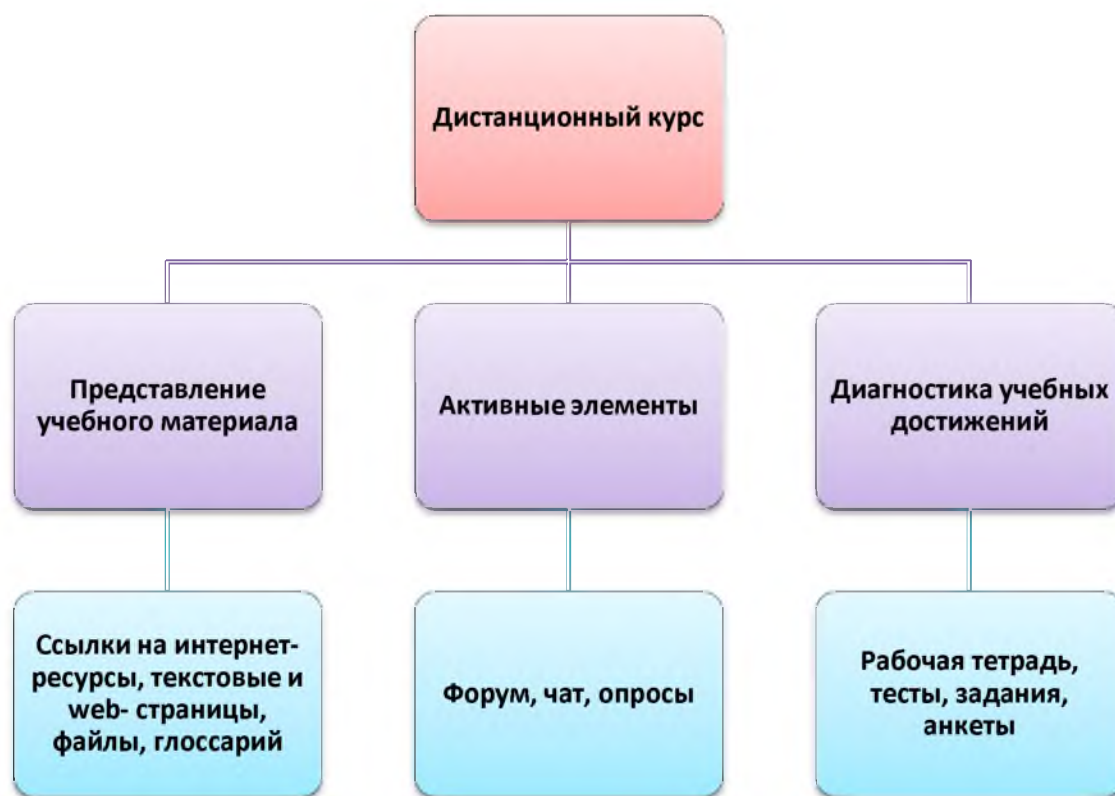 Дистанционный курс
Представление
учебного материала
Активные элементы
Диагностика учебных
достижений
Ссылки на интернет-
ресурсы, текстовые и
web- страницы,
файлы, глоссарий
Форум, чат, опросы
Рабочая тетрадь,
тесты, задания,
анкеты